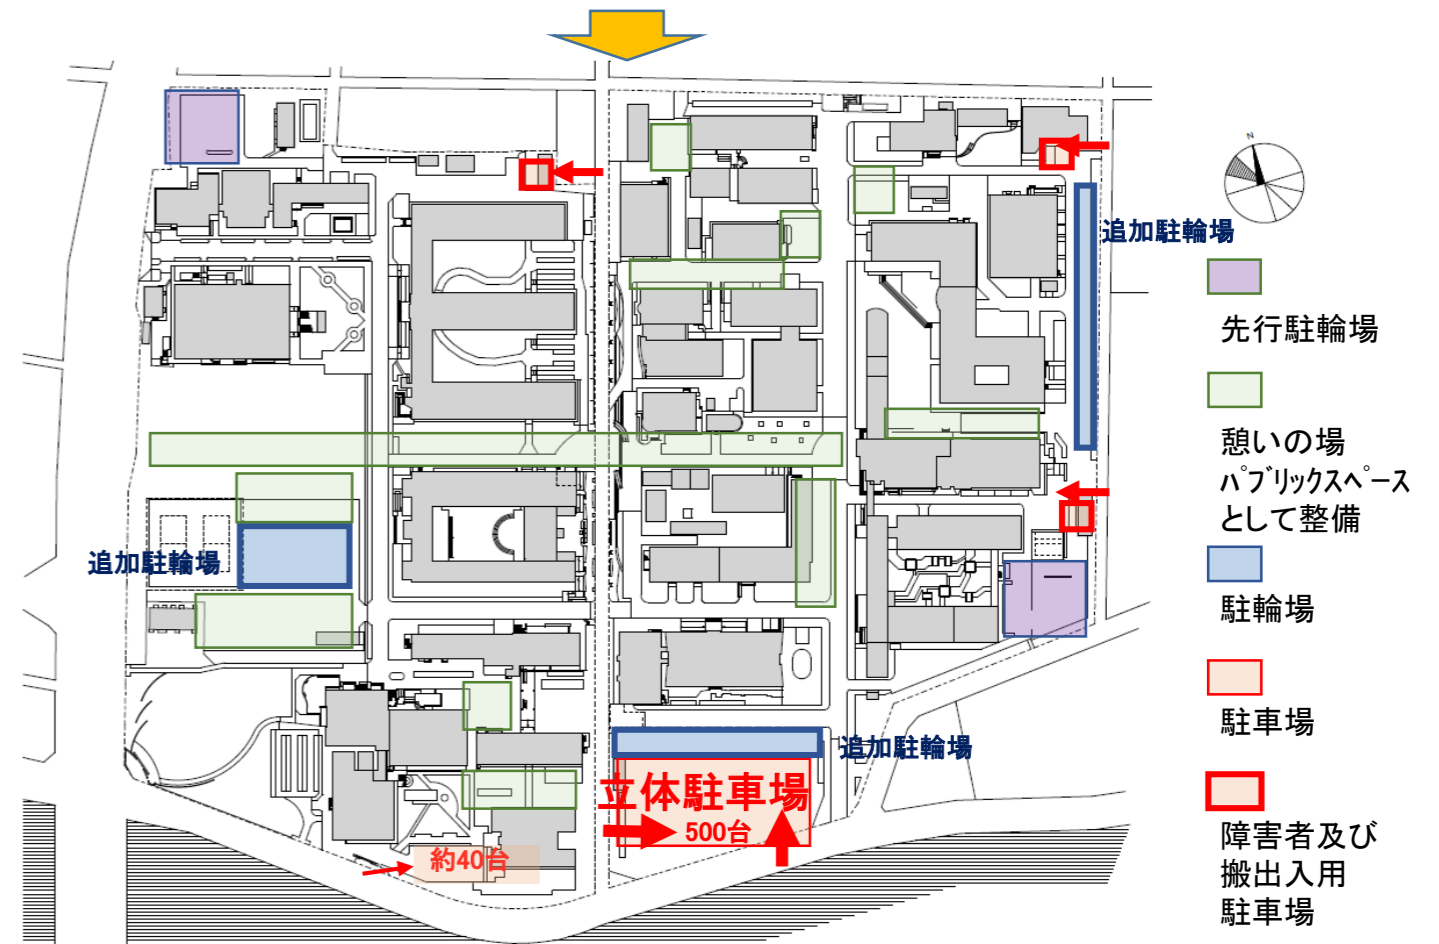 N
追加駐輪場
先行駐輪場
憩いの場
パブリックスペース
として整備
追加駐輪場
駐輪場
駐車場
追加駐輪場
立体駐車場
500台
約40台
障害者及び
搬出入用
駐車場